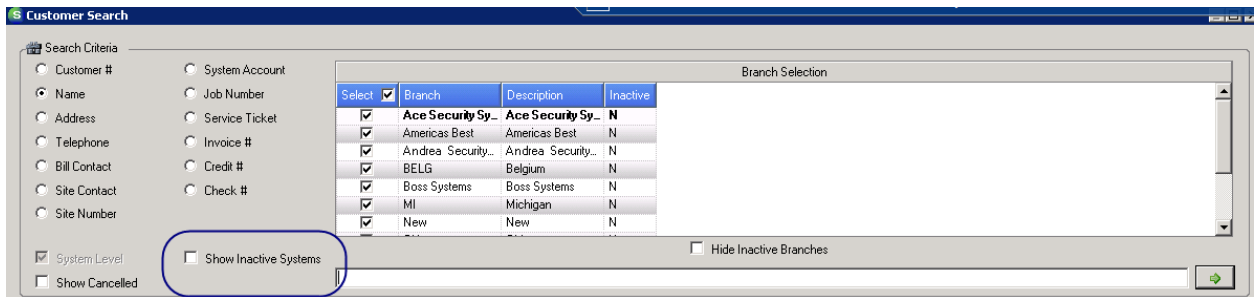 Customer Search
Search Criteria
Customer #
System Account
Name
Job Number
Address
Service Ticket
Telephone
Invoice #
Bill Contact
Credit #
Site Contact
Check #
Site Number
System Level
Show Inactive Systems
Show Cancelled
Branch Selection
Select Branch Description Inactive
Ace Security Sy... Ace Security Sy... N
Americas Best Americas Best N
Andrea Security... Andrea Security... N
BELG Belgium N
Boss Systems Boss Systems N
MI Michigan N
New New N
Hide Inactive Branches